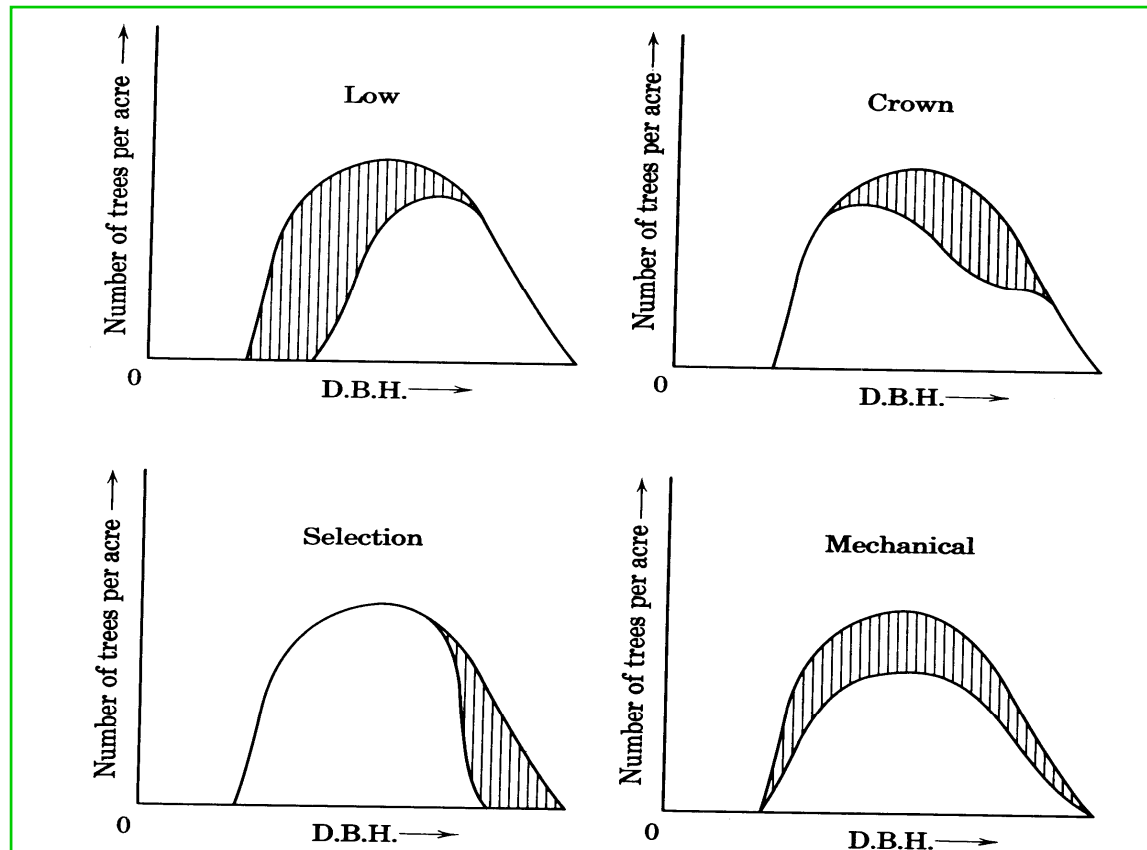 Number of trees per acre
Low
0
D.B.H.
Number of trees per acre
Crown
0
D.B.H.
Number of trees per acre
Selection
0
D.B.H.
Number of trees per acre
Mechanical
0
D.B.H.